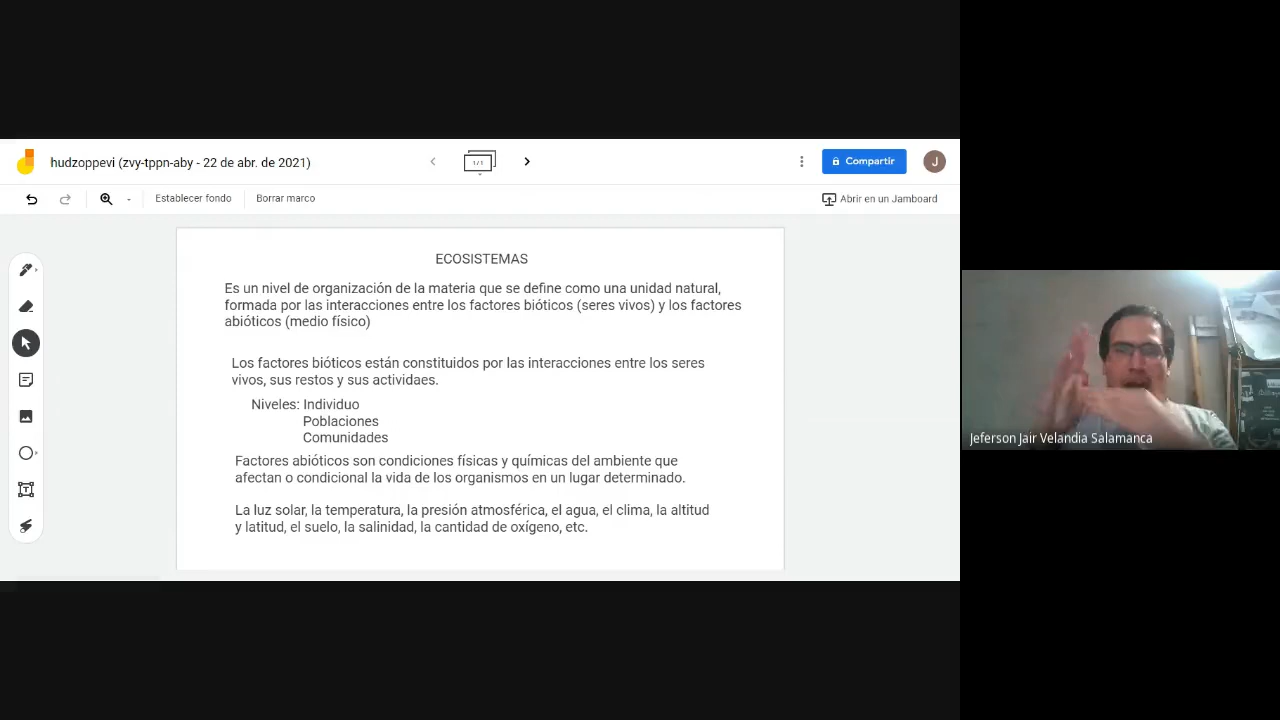 hudzoppevi (zvy-tppn-aby - 22 de abr. de 2021)
1 / 1
Compartir
J
Establecer fondo
Borrar marco
Abrir en un Jamboard
ECOSISTEMAS
Es un nivel de organización de la materia que se define como una unidad natural,
formada por las interacciones entre los factores bióticos (seres vivos) y los factores
abióticos (medio físico)
Los factores bióticos están constituidos por las interacciones entre los seres
vivos, sus restos y sus actividaes.
Niveles: Individuo
Poblaciones
Comunidades
Factores abióticos son condiciones físicas y químicas del ambiente que
afectan o condicional la vida de los organismos en un lugar determinado.
La luz solar, la temperatura, la presión atmosférica, el agua, el clima, la altitud
y latitud, el suelo, la salinidad, la cantidad de oxígeno, etc.
Jeferson Jair Velandia Salamanca